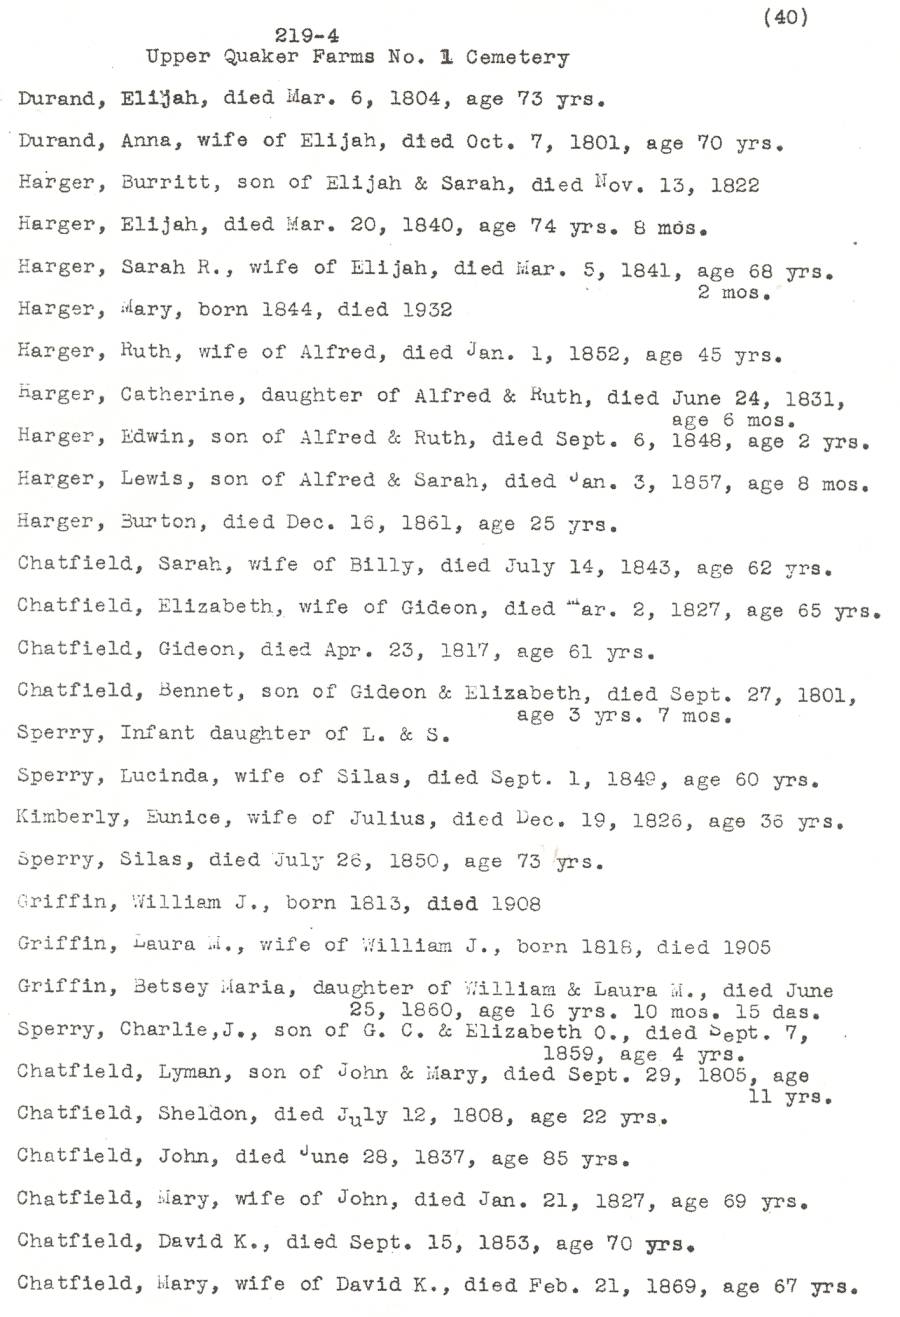 (40)
219-4
Upper Quaker Farms No. 1 Cemetery
Durand, Elijah, died Mar. 6, 1804, age 73 yrs.
Durand, Anna, wife of Elijah, died Oct. 7, 1801, age 70 yrs.
Harger, Burritt, son of Elijah & Sarah, died Nov. 13, 1822
Harger, Elijah, died Mar. 20, 1840, age 74 yrs. 8 mos.
Harger, Sarah R., wife of Elijah, died Mar. 5, 1841, age 68 yrs.
2 mos.
Harger, Mary, born 1844, died 1932
Harger, Ruth, wife of Alfred, died Jan. 1, 1852, age 45 yrs.
Harger, Catherine, daughter of Alfred & Ruth, died June 24, 1831,
age 6 mos.
Harger, Edwin, son of Alfred & Ruth, died Sept. 6, 1848, age 2 yrs.
Harger, Lewis, son of Alfred & Sarah, died Jan. 3, 1857, age 8 mos.
Harger, Burton, died Dec. 16, 1861, age 25 yrs.
Chatfield, Sarah, wife of Billy, died July 14, 1843, age 62 yrs.
Chatfield, Elizabeth, wife of Gideon, died Mar. 2, 1827, age 65 yrs.
Chatfield, Gideon, died Apr. 23, 1817, age 61 yrs.
Chatfield, Bennet, son of Gideon & Elizabeth, died Sept. 27, 1801,
age 3 yrs. 7 mos.
Sperry, Infant daughter of L. & S.
Sperry, Lucinda, wife of Silas, died Sept. 1, 1849, age 60 yrs.
Kimberly, Eunice, wife of Julius, died Dec. 19, 1826, age 36 yrs.
Sperry, Silas, died July 26, 1850, age 73 yrs.
Griffin, William J., born 1813, died 1908
Griffin, Laura M., wife of William J., born 1818, died 1905
Griffin, Betsey Maria, daughter of William & Laura M., died June
25, 1860, age 16 yrs. 10 mos. 15 das.
Sperry, Charlie,J., son of G. C. & Elizabeth O., died Sept. 7,
1859, age 4 yrs.
Chatfield, Lyman, son of John & Mary, died Sept. 29, 1805, age
11 yrs.
Chatfield, Sheldon, died July 12, 1808, age 22 yrs.
Chatfield, John, died June 28, 1837, age 85 yrs.
Chatfield, Mary, wife of John, died Jan. 21, 1827, age 69 yrs.
Chatfield, David K., died Sept. 15, 1853, age 70 yrs.
Chatfield, Mary, wife of David K., died Feb. 21, 1869, age 67 yrs.